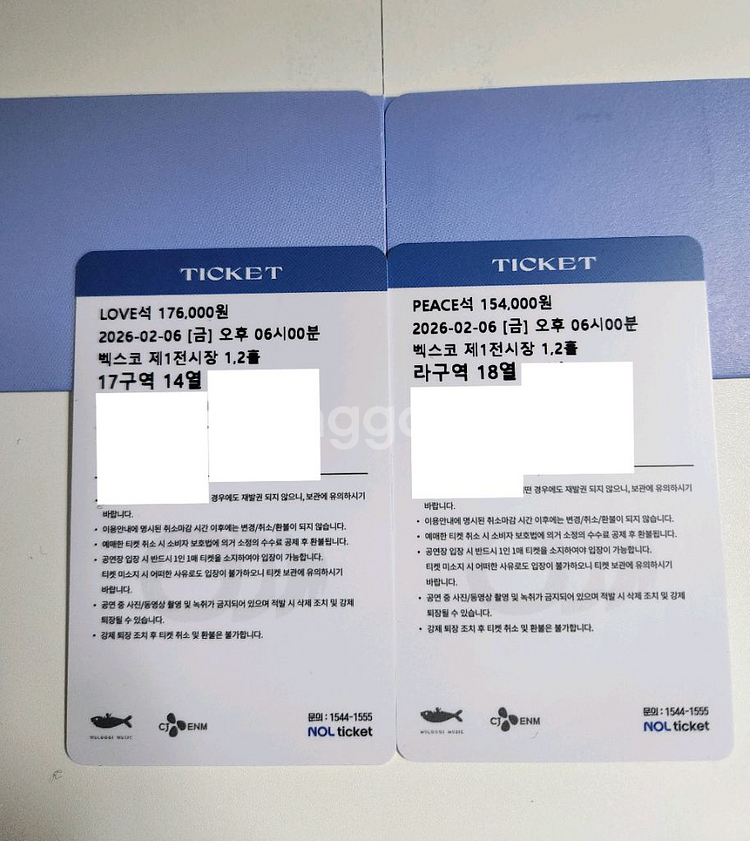 TICKET
LOVE석 176,000원
2026-02-06 [금] 오후 06시00분
벡스코 제1전시장 1,2홀
17구역 14열
경우에도 재발권 되지 않으니, 보관에 유의하시기
바랍니다.
• 이용안내에 명시된 취소마감 시간 이후에는 변경/취소/환불이 되지 않습니다.
• 예매한 티켓 취소 시 소비자 보호법에 의거 소정의 수수료 공제 후 환불됩니다.
• 공연장 입장 시 반드시 1인 1매 티켓을 소지하여야 입장이 가능합니다.
티켓 미소지 시 어떠한 사유로도 입장이 불가하오니 티켓 보관에 유의하시기
바랍니다.
• 공연 중 사진/동영상 촬영 및 녹취가 금지되어 있으며 적발 시 삭제 조치 및 강제
퇴장될 수 있습니다.
• 강제 퇴장 조치 후 티켓 취소 및 환불은 불가합니다.
WULGOGI MUSIC
CJ ENM
문의 : 1544-1555
NOL ticket
TICKET
PEACE석 154,000원
2026-02-06 [금] 오후 06시00분
벡스코 제1전시장 1,2홀
라구역 18열
떤 경우에도 재발권 되지 않으니, 보관에 유의하시기
바랍니다.
• 이용안내에 명시된 취소마감 시간 이후에는 변경/취소/환불이 되지 않습니다.
• 예매한 티켓 취소 시 소비자 보호법에 의거 소정의 수수료 공제 후 환불됩니다.
• 공연장 입장 시 반드시 1인 1매 티켓을 소지하여야 입장이 가능합니다.
티켓 미소지 시 어떠한 사유로도 입장이 불가하오니 티켓 보관에 유의하시기
바랍니다.
• 공연 중 사진/동영상 촬영 및 녹취가 금지되어 있으며 적발 시 삭제 조치 및 강제
퇴장될 수 있습니다.
• 강제 퇴장 조치 후 티켓 취소 및 환불은 불가합니다.
WULGOGI MUSIC
CJ ENM
문의 : 1544-1555
NOL ticket